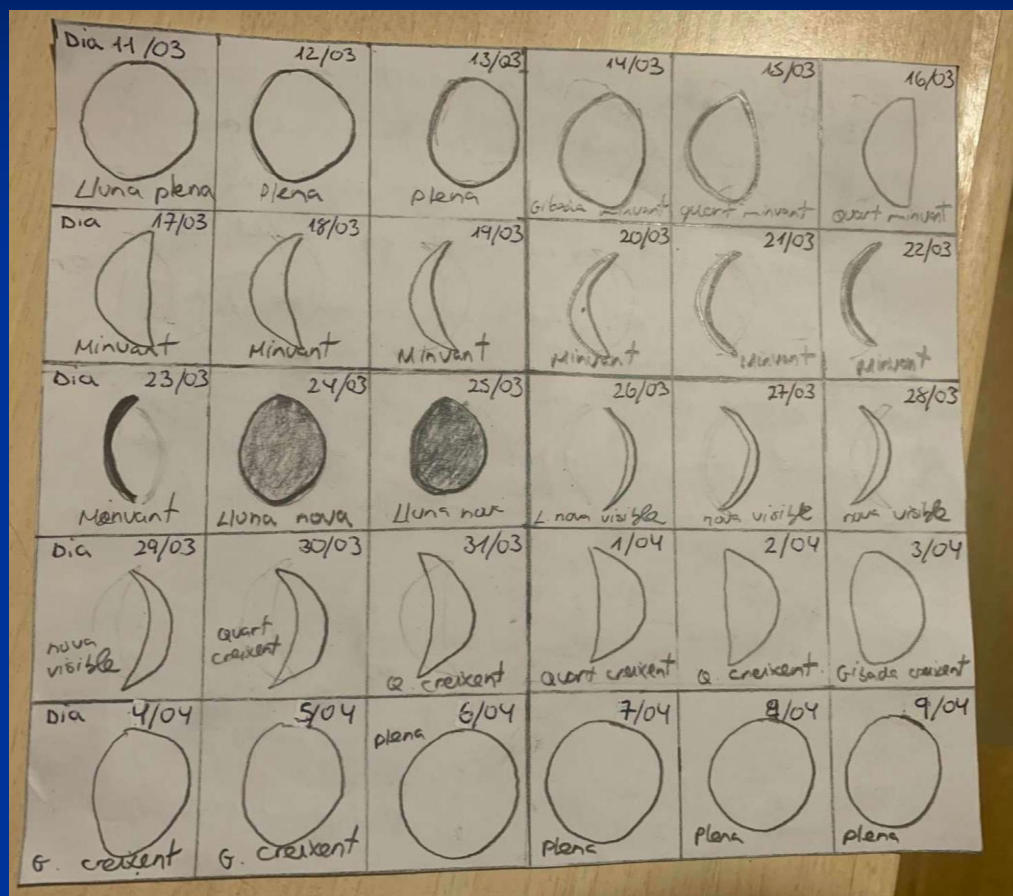 Dia 11/03
Lluna plena
12/03
Plena
13/03
plena
14/03
Gibada minvant
15/03
quart minvant
16/03
Quart minvant
Dia 17/03
Minvant
18/03
Minvant
19/03
Minvant
20/03
Minvant
21/03
Minvant
22/03
Minvant
Dia 23/03
Menvant
24/03
Lluna nova
25/03
Lluna nova
26/03
L nova visible
27/03
nova visible
28/03
nova visible
Dia 29/03
nova
visible
30/03
Quart
creixent
31/03
Q. creixent
1/04
Quart creixent
2/04
Q. creixent
3/04
Gibada creixent
Dia 4/04
G. creixent
5/04
G. creixent
6/04
plena
7/04
plena
8/04
plena
9/04
plena